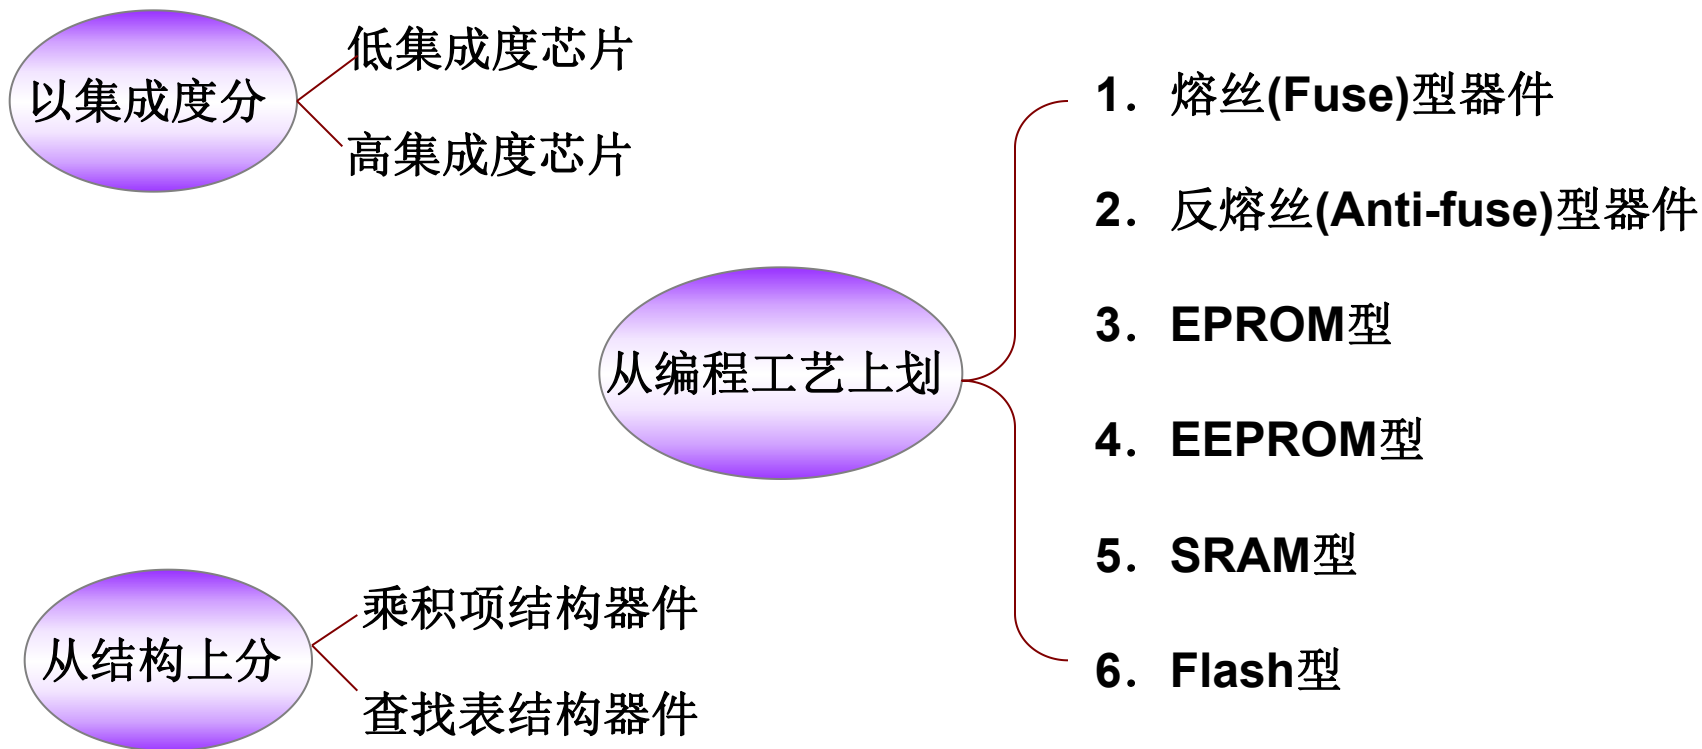 以集成度分
低集成度芯片
高集成度芯片
从编程工艺上划
1. 熔丝(Fuse)型器件
2. 反熔丝(Anti-fuse)型器件
3. EPROM型
4. EEPROM型
5. SRAM型
6. Flash型
从结构上分
乘积项结构器件
查找表结构器件